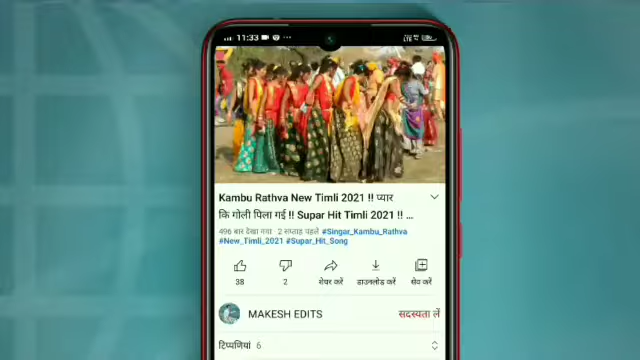 11:33
Kambu Rathva New Timli 2021 !! प्यार
कि गोली पिला गई !! Supar Hit Timli 2021 !! ...
496 बार देखा गया · 2 सप्ताह पहले #Singar_Kambu_Rathva
#New_Timli_2021 #Supar_Hit_Song
38 2 शेयर करें डाउनलोड करें सेव करें
MAKESH EDITS सदस्यता लें
टिप्पणियां 6